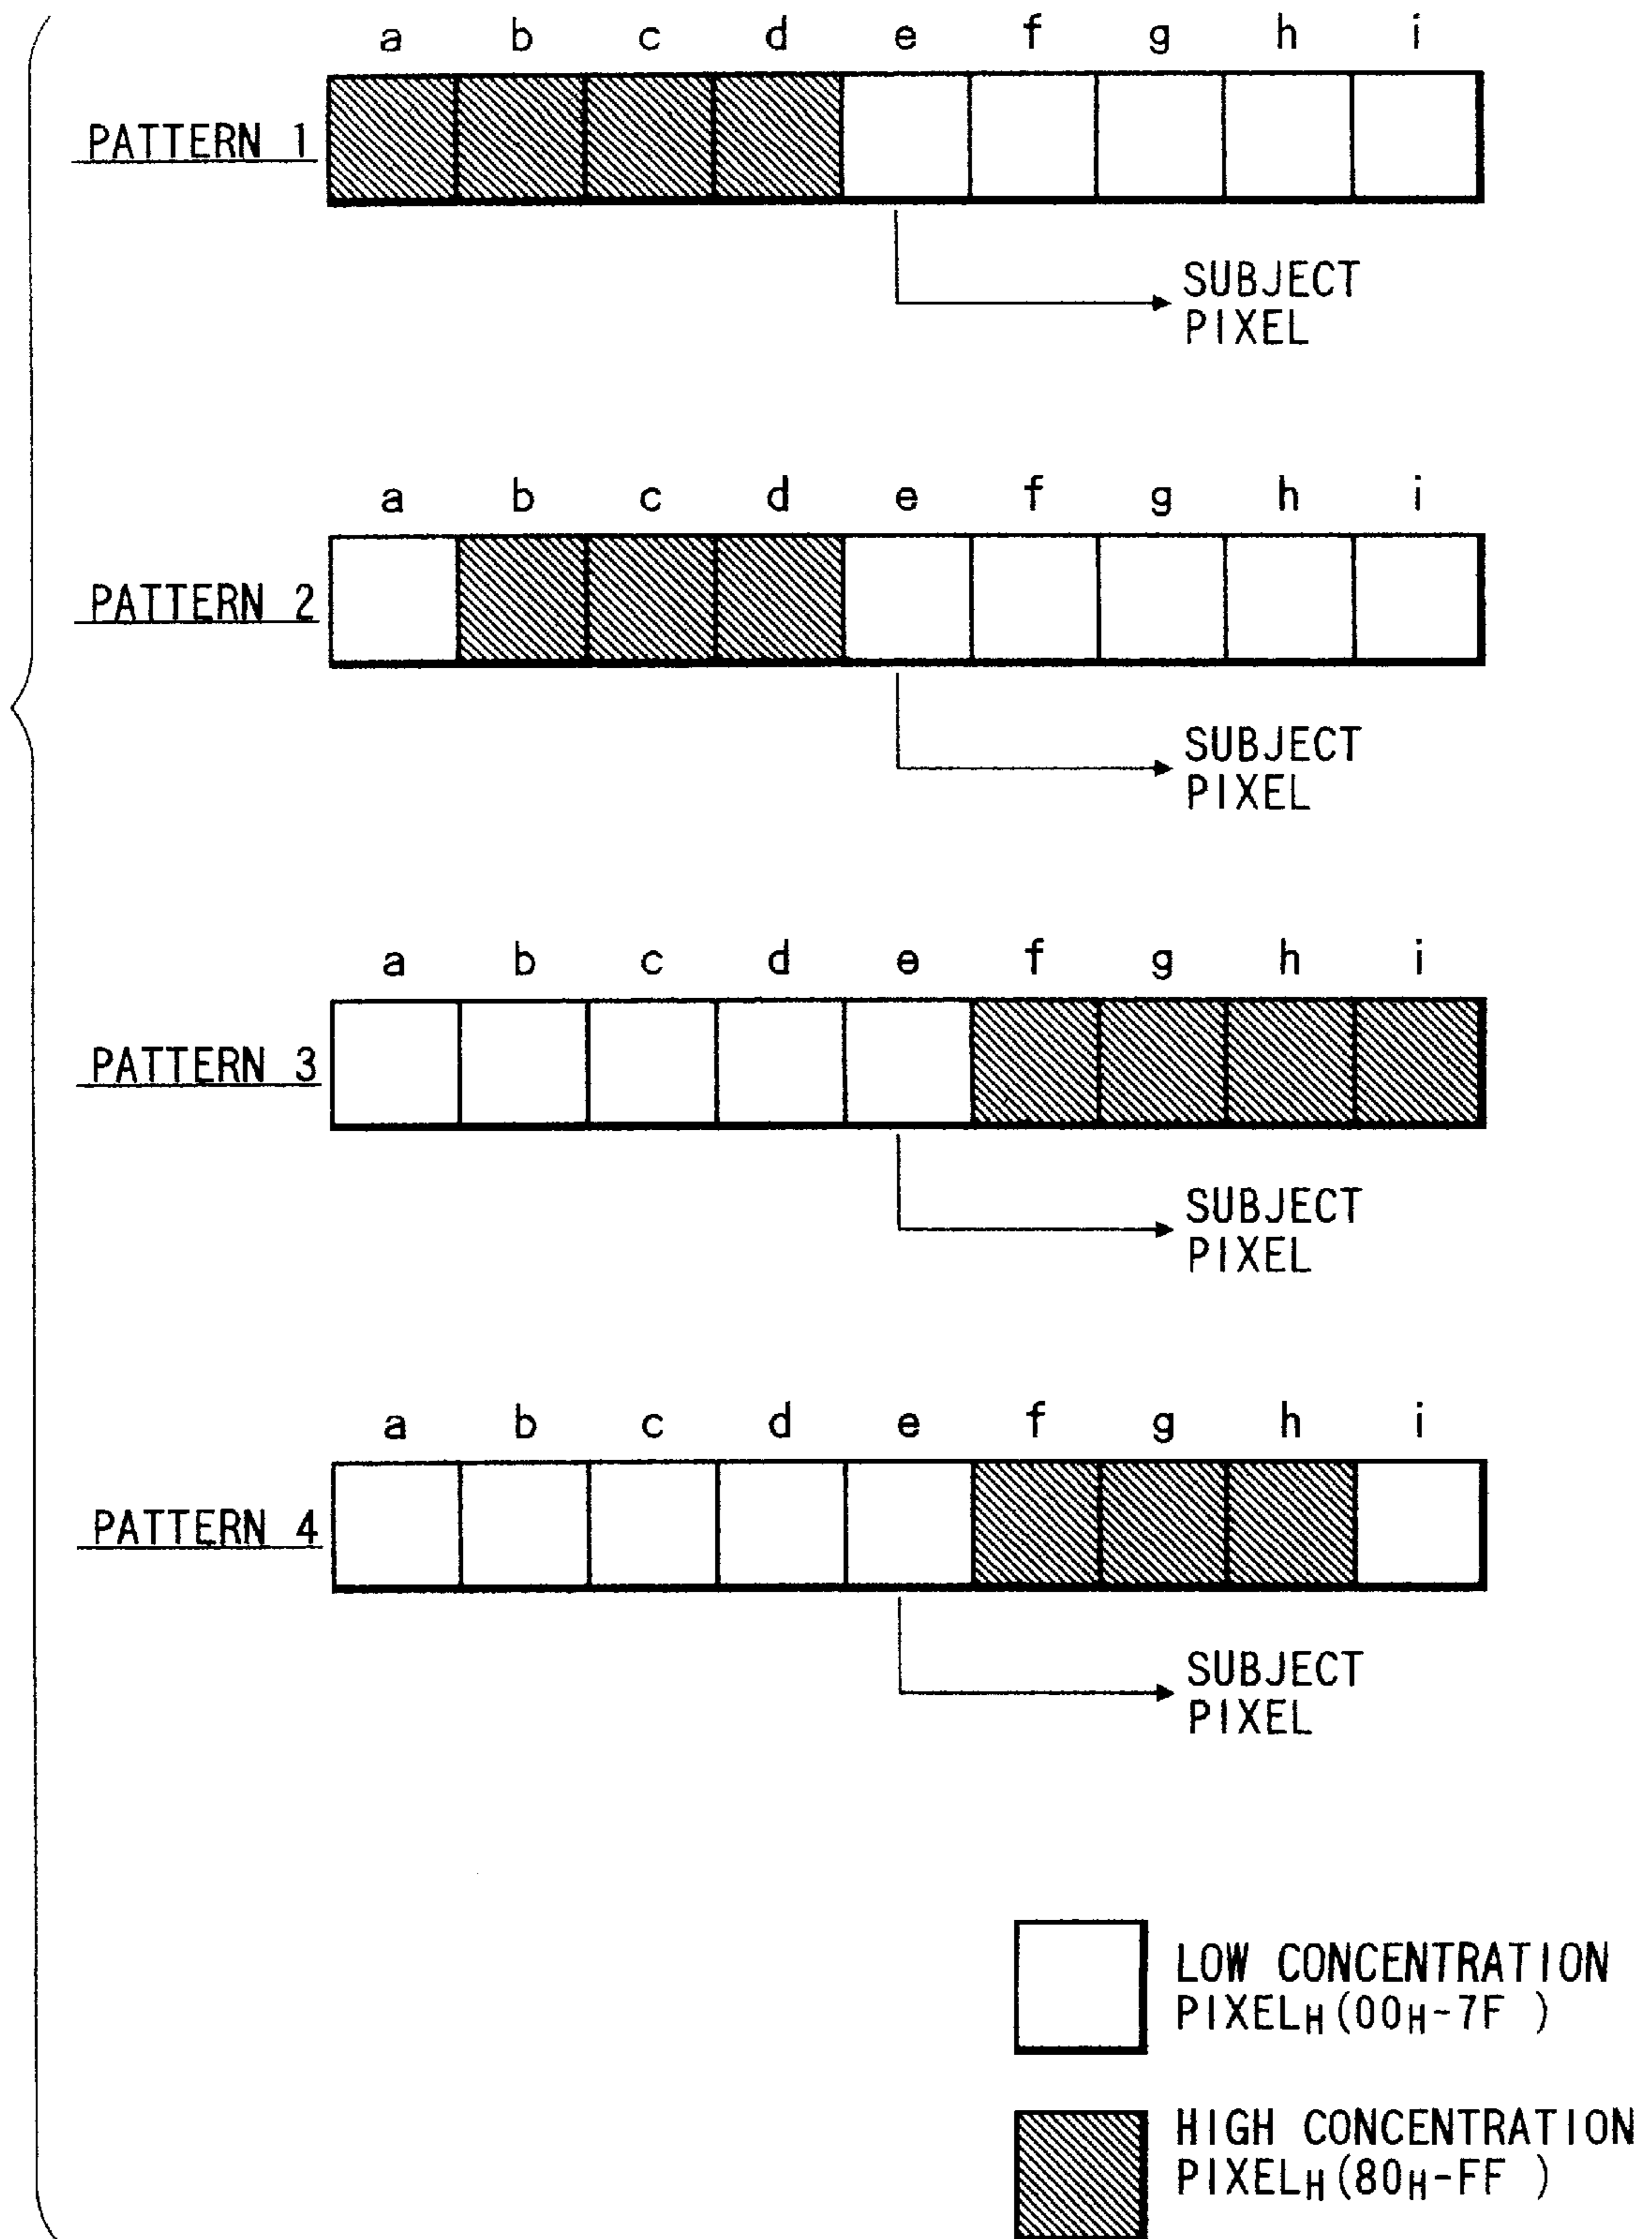 a b c d e f g h i
PATTERN 1
SUBJECT
PIXEL
a b c d e f g h i
PATTERN 2
SUBJECT
PIXEL
a b c d e f g h i
PATTERN 3
SUBJECT
PIXEL
a b c d e f g h i
PATTERN 4
SUBJECT
PIXEL
LOW CONCENTRATION
PIXELH(00H-7F )
HIGH CONCENTRATION
PIXELH(80H-FF )